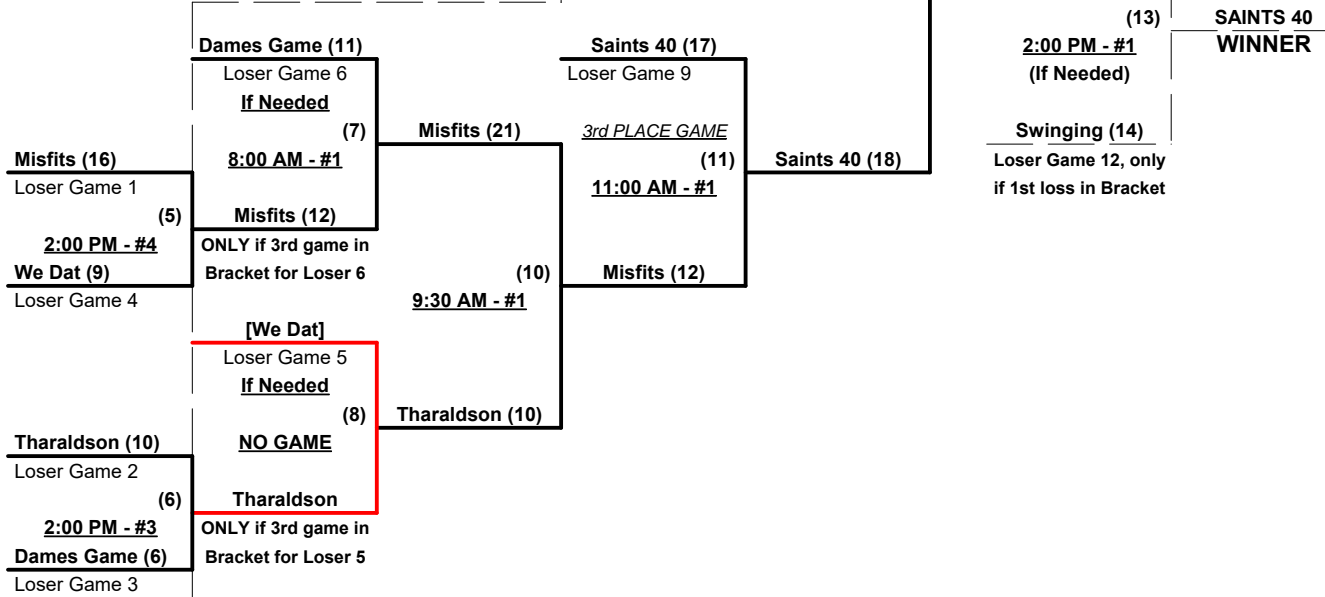 (13)
SAINTS 40
2:00 PM - #1
WINNER
(If Needed)
Dames Game (11)
Saints 40 (17)
Loser Game 6
Loser Game 9
If Needed
(7)
Misfits (21)
3rd PLACE GAME
Swinging (14)
Misfits (16)
8:00 AM - #1
(11)
Saints 40 (18)
Loser Game 12, only
Loser Game 1
11:00 AM - #1
if 1st loss in Bracket
(5)
Misfits (12)
2:00 PM - #4
ONLY if 3rd game in
We Dat (9)
Bracket for Loser 6
(10)
Misfits (12)
Loser Game 4
9:30 AM - #1
[We Dat]
Loser Game 5
If Needed
(8)
Tharaldson (10)
Tharaldson (10)
NO GAME
Loser Game 2
(6)
Tharaldson
2:00 PM - #3
ONLY if 3rd game in
Dames Game (6)
Bracket for Loser 5
Loser Game 3